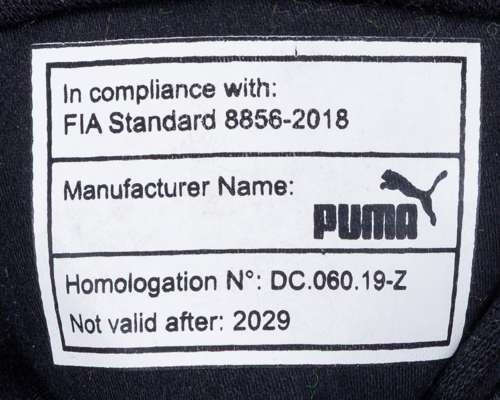 In compliance with:
FIA Standard 8856-2018
Manufacturer Name:
PUMA
Homologation N°: DC.060.19-Z
Not valid after: 2029